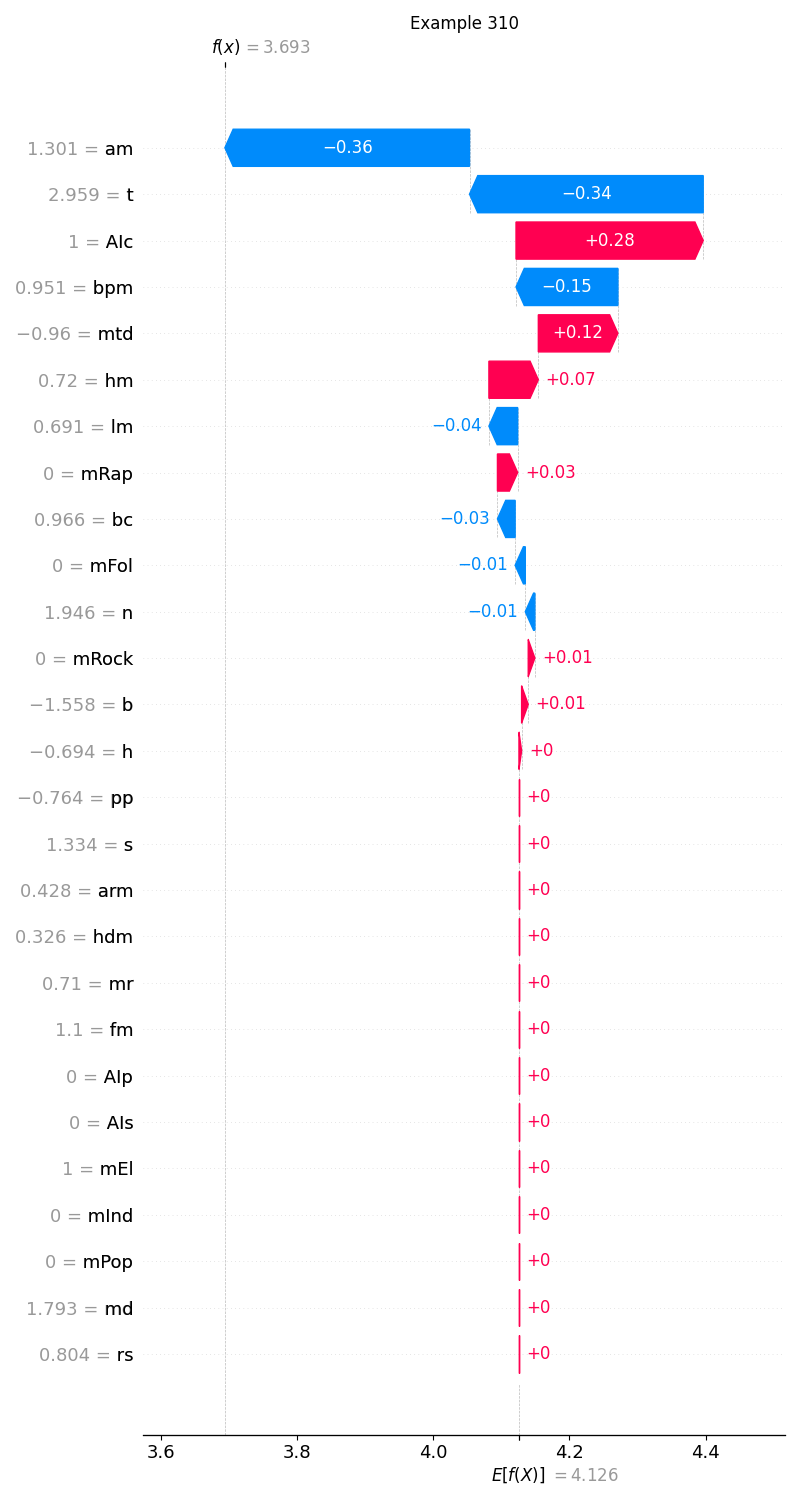 Example 310
f(x) = 3.693
1.301 = am −0.36
2.959 = t −0.34
1 = AIc +0.28
0.951 = bpm −0.15
−0.96 = mtd +0.12
0.72 = hm +0.07
0.691 = lm −0.04
0 = mRap +0.03
0.966 = bc −0.03
0 = mFol −0.01
1.946 = n −0.01
0 = mRock +0.01
−1.558 = b +0.01
−0.694 = h +0
−0.764 = pp +0
1.334 = s +0
0.428 = arm +0
0.326 = hdm +0
0.71 = mr +0
1.1 = fm +0
0 = AIp +0
0 = AIs +0
1 = mEl +0
0 = mInd +0
0 = mPop +0
1.793 = md +0
0.804 = rs +0
3.6 3.8 4.0 4.2 4.4
E[f(X)] = 4.126